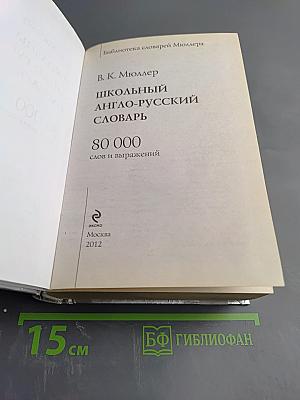 Библиотека словарей Мюллера
В. К. Мюллер
ШКОЛЬНЫЙ
АНГЛО-РУССКИЙ
СЛОВАРЬ
80 000
слов и выражений
ЭКСМО
Москва
2012
15 см
БФ БИБЛИОФАН